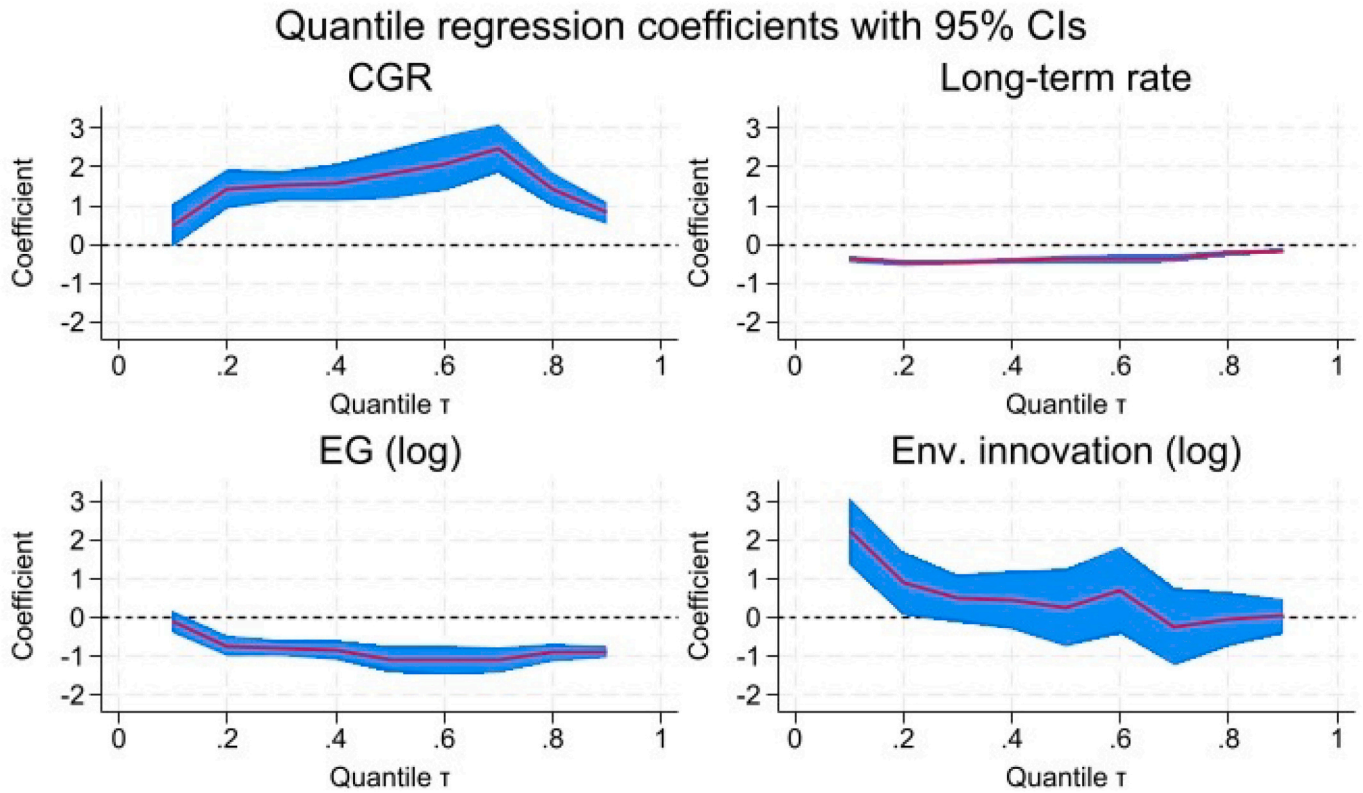 Quantile regression coefficients with 95% CIs
CGR
Coefficient
3
2
1
0
-1
-2
0 .2 .4 .6 .8 1
Quantile τ
Long-term rate
Coefficient
3
2
1
0
-1
-2
0 .2 .4 .6 .8 1
Quantile τ
EG (log)
Coefficient
3
2
1
0
-1
-2
0 .2 .4 .6 .8 1
Quantile τ
Env. innovation (log)
Coefficient
3
2
1
0
-1
-2
0 .2 .4 .6 .8 1
Quantile τ